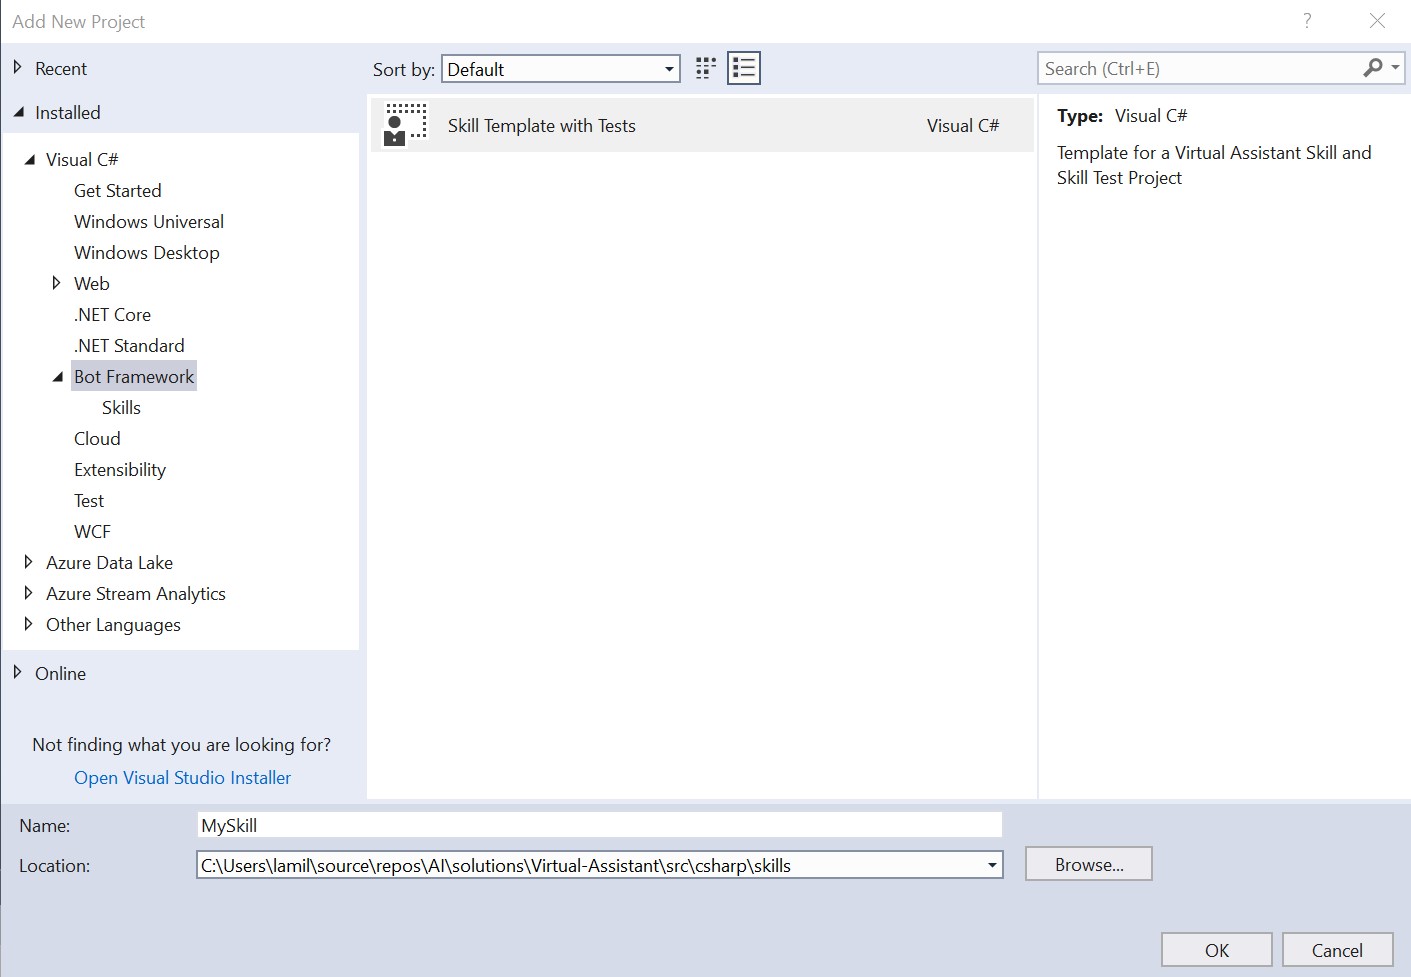 Add New Project
?
Recent
Installed
Visual C#
Get Started
Windows Universal
Windows Desktop
Web
.NET Core
.NET Standard
Bot Framework
Skills
Cloud
Extensibility
Test
WCF
Azure Data Lake
Azure Stream Analytics
Other Languages
Online
Not finding what you are looking for?
Open Visual Studio Installer
Sort by: Default
Skill Template with Tests Visual C#
Search (Ctrl+E)
Type: Visual C#
Template for a Virtual Assistant Skill and
Skill Test Project
Name: MySkill
Location: C:\Users\lamil\source\repos\AI\solutions\Virtual-Assistant\src\csharp\skills
Browse...
OK Cancel